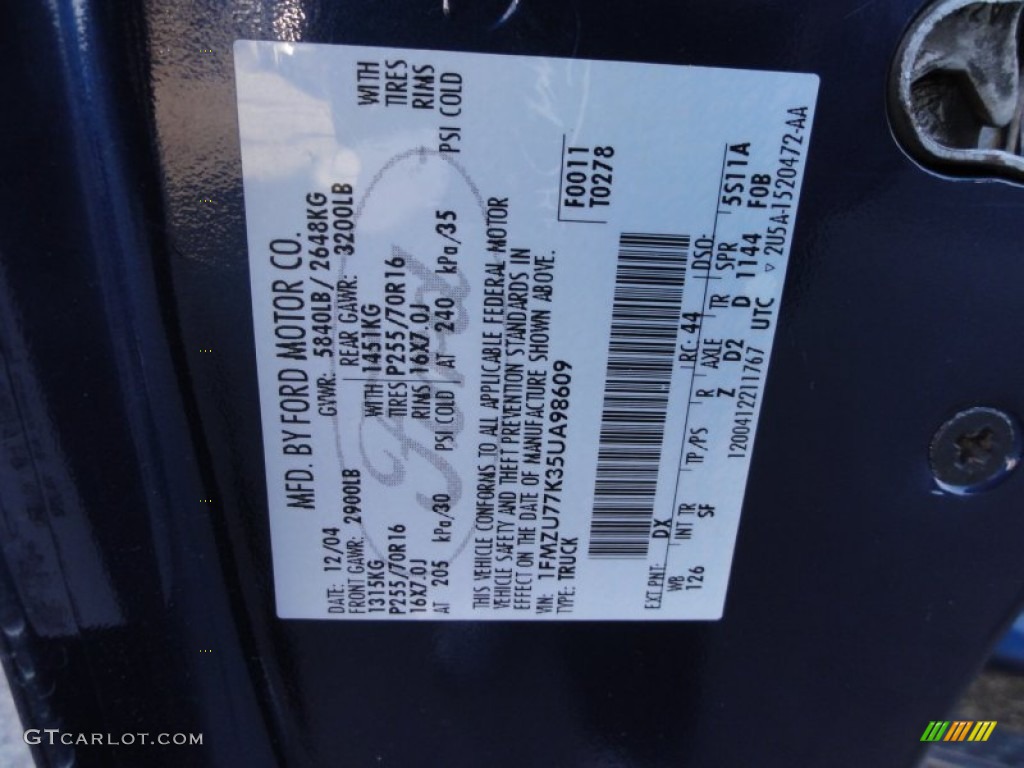 MFD. BY FORD MOTOR CO.
DATE: 12/04 GVWR: 5840LB/ 2648KG
FRONT GAWR: 2900LB REAR GAWR: 3200LB
1315KG WITH 1451KG WITH
P255/70R16 TIRES P255/70R16 TIRES
16X7.0J RIMS 16X7.0J RIMS
AT 205 kPa/30 PSI COLD AT 240 kPa/35 PSI COLD
THIS VEHICLE CONFORMS TO ALL APPLICABLE FEDERAL MOTOR
VEHICLE SAFETY AND THEFT PREVENTION STANDARDS IN
EFFECT ON THE DATE OF MANUFACTURE SHOWN ABOVE.
VIN: 1FMZU77K35UA98609 F0011
TYPE: TRUCK T0278
Ford
EXT PNT: DX RC: 44 DSO:
WB INT TR TP/PS R AXLE TR SPR 5S11A
126 SF Z D2 D 1144 F0B
1200412211767 UTC ▽ 2U5A-1520472-AA
GTCARLOT.COM